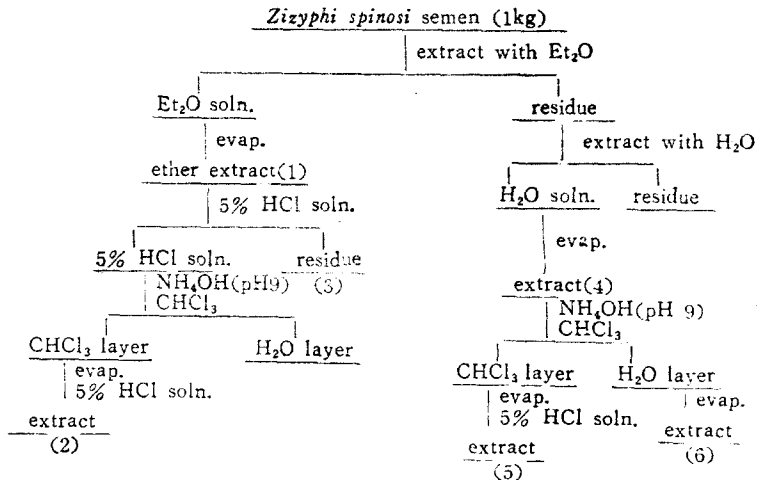 Zizyphi spinosi semen (1kg)
extract with Et₂O
Et₂O soln.
evap.
ether extract(1)
5% HCl soln.
5% HCl soln.
NH₄OH(pH9)
CHCl₃
residue
(3)
CHCl₃ layer
evap.
5% HCl soln.
extract
(2)
H₂O layer
residue
extract with H₂O
H₂O soln.
residue
evap.
extract(4)
NH₄OH(pH 9)
CHCl₃
CHCl₃ layer
evap.
5% HCl soln.
extract
(5)
H₂O layer
evap.
extract
(6)